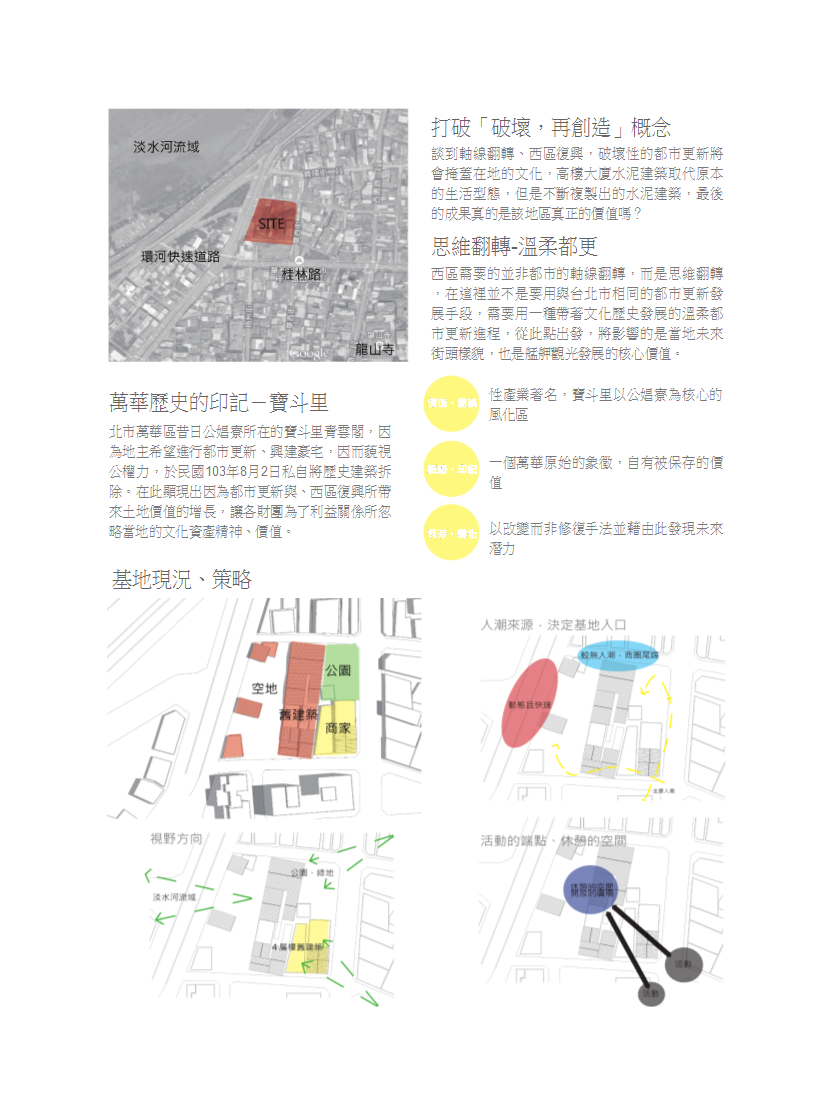 淡水河流域
SITE
環河快速道路
桂林路
龍山寺
Google
打破「破壞，再創造」概念
談到軸線翻轉、西區復興，破壞性的都市更新將
會掩蓋在地的文化，高樓大廈水泥建築取代原本
的生活型態，但是不斷複製出的水泥建築，最後
的成果真的是該地區真正的價值嗎？
思維翻轉-溫柔都更
西區需要的並非都市的軸線翻轉，而是思維翻轉
，在這裡並不是要用與台北市相同的都市更新發
展手段，需要用一種帶著文化歷史發展的溫柔都
市更新進程，從此點出發，將影響的是當地未來
街頭樣貌，也是艋舺觀光發展的核心價值。
萬華歷史的印記－寶斗里
北市萬華區昔日公娼寮所在的寶斗里青雲閣，因
為地主希望進行都市更新、興建豪宅，因而藐視
公權力，於民國103年8月2日私自將歷史建築拆
除。在此顯現出因為都市更新與、西區復興所帶
來土地價值的增長，讓各財團為了利益關係所忽
略當地的文化資產精神、價值。
性產業著名，寶斗里以公娼寮為核心的
風化區
一個萬華原始的象徵，自有被保存的價
值
以改變而非修復手法並藉由此發現未來
潛力
基地現況、策略
空地
舊建築
公園
商家
人潮來源，決定基地入口
較無人潮，商圈尾端
動態且快速
主要人潮
視野方向
公園、綠地
淡水河流域
4層樓舊建築
活動的端點、休憩的空間
休憩的空間
開放的廣場
活動
活動